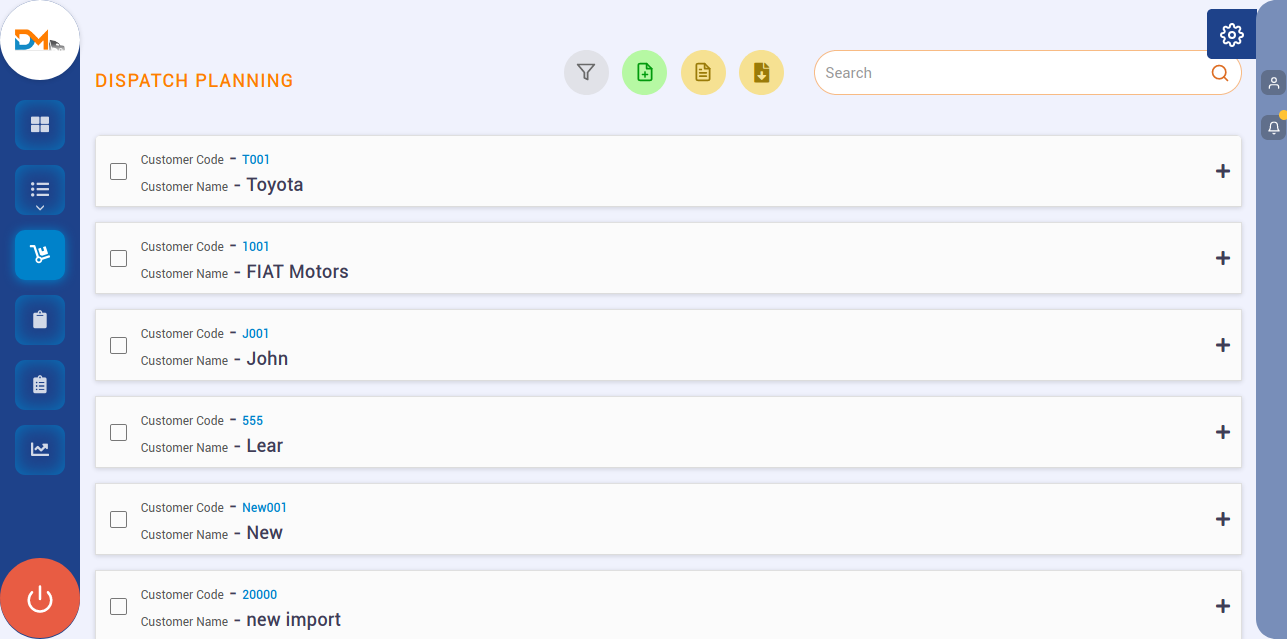 DM
DISPATCH PLANNING
Search
Customer Code - T001
Customer Name - Toyota
Customer Code - 1001
Customer Name - FIAT Motors
Customer Code - J001
Customer Name - John
Customer Code - 555
Customer Name - Lear
Customer Code - New001
Customer Name - New
Customer Code - 20000
Customer Name - new import